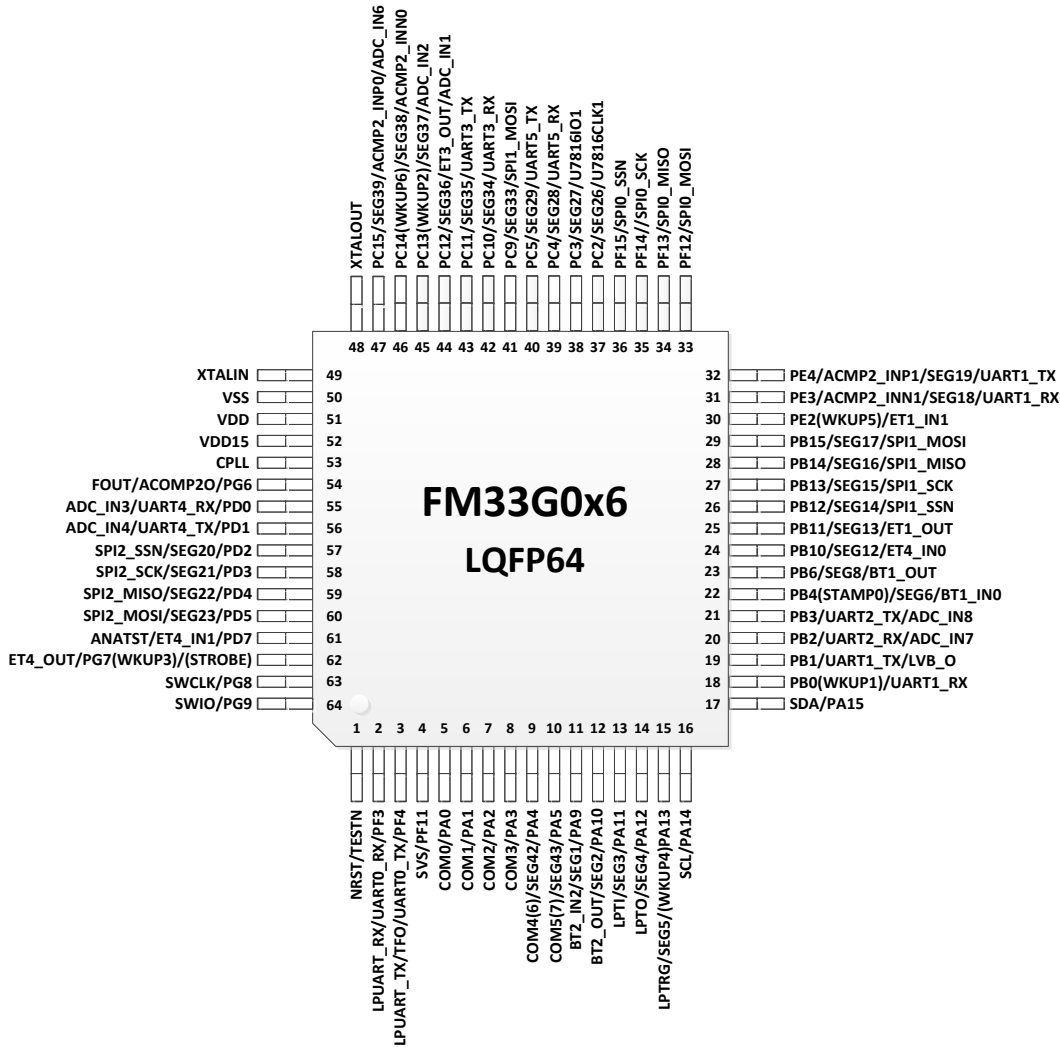 XTALOUT
PC15/SEG39/ACMP2_INP0/ADC_IN6
PC14(WKUP6)/SEG38/ACMP2_INN0
PC13(WKUP2)/SEG37/ADC_IN2
PC12/SEG36/ET3_OUT/ADC_IN1
PC11/SEG35/UART3_TX
PC10/SEG34/UART3_RX
PC9/SEG33/SPI1_MOSI
PC5/SEG29/UART5_TX
PC4/SEG28/UART5_RX
PC3/SEG27/U7816IO1
PC2/SEG26/U7816CLK1
PF15/SPI0_SSN
PF14//SPI0_SCK
PF13/SPI0_MISO
PF12/SPI0_MOSI
48 47 46 45 44 43 42 41 40 39 38 37 36 35 34 33
XTALIN 49
VSS 50
VDD 51
VDD15 52
CPLL 53
FOUT/ACOMP2O/PG6 54
ADC_IN3/UART4_RX/PD0 55
ADC_IN4/UART4_TX/PD1 56
SPI2_SSN/SEG20/PD2 57
SPI2_SCK/SEG21/PD3 58
SPI2_MISO/SEG22/PD4 59
SPI2_MOSI/SEG23/PD5 60
ANATST/ET4_IN1/PD7 61
ET4_OUT/PG7(WKUP3)/(STROBE) 62
SWCLK/PG8 63
SWIO/PG9 64
FM33G0x6
LQFP64
32 PE4/ACMP2_INP1/SEG19/UART1_TX
31 PE3/ACMP2_INN1/SEG18/UART1_RX
30 PE2(WKUP5)/ET1_IN1
29 PB15/SEG17/SPI1_MOSI
28 PB14/SEG16/SPI1_MISO
27 PB13/SEG15/SPI1_SCK
26 PB12/SEG14/SPI1_SSN
25 PB11/SEG13/ET1_OUT
24 PB10/SEG12/ET4_IN0
23 PB6/SEG8/BT1_OUT
22 PB4(STAMP0)/SEG6/BT1_IN0
21 PB3/UART2_TX/ADC_IN8
20 PB2/UART2_RX/ADC_IN7
19 PB1/UART1_TX/LVB_O
18 PB0(WKUP1)/UART1_RX
17 SDA/PA15
1 2 3 4 5 6 7 8 9 10 11 12 13 14 15 16
NRST/TESTN
LPUART_RX/UART0_RX/PF3
LPUART_TX/TFO/UART0_TX/PF4
SVS/PF11
COM0/PA0
COM1/PA1
COM2/PA2
COM3/PA3
COM4(6)/SEG42/PA4
COM5(7)/SEG43/PA5
BT2_IN2/SEG1/PA9
BT2_OUT/SEG2/PA10
LPTI/SEG3/PA11
LPTO/SEG4/PA12
LPTRG/SEG5/(WKUP4)PA13
SCL/PA14